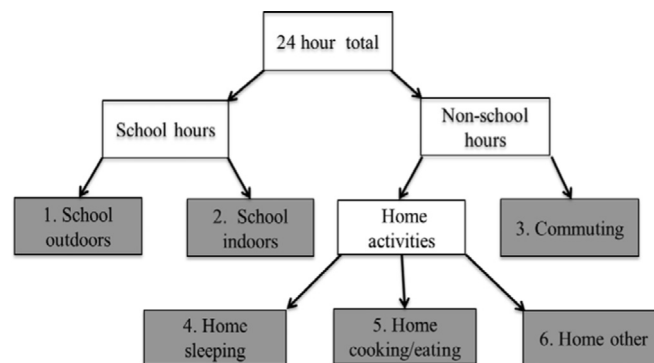 24 hour total
School hours
Non-school
hours
1. School
outdoors
2. School
indoors
Home
activities
3. Commuting
4. Home
sleeping
5. Home
cooking/eating
6. Home other